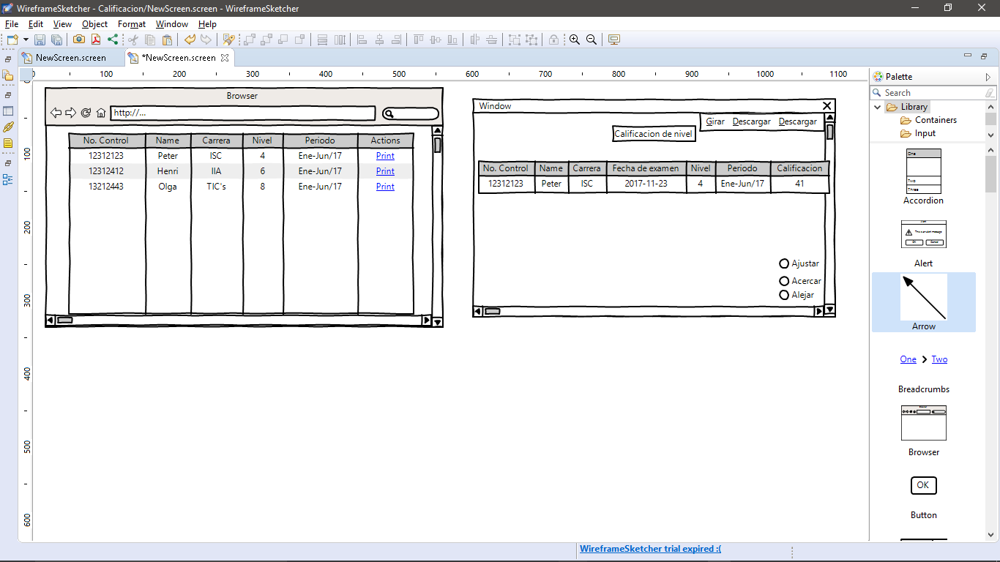 WireframeSketcher - Calificacion/NewScreen.screen - WireframeSketcher
File Edit View Object Format Window Help
NewScreen.screen *NewScreen.screen
0 100 200 300 400 500 600 700 800 900 1000 1100
0
100
200
300
400
500
600
Browser
http://...
No. Control Name Carrera Nivel Periodo Actions
12312123 Peter ISC 4 Ene-Jun/17 Print
12312412 Henri IIA 6 Ene-Jun/17 Print
13212443 Olga TIC's 8 Ene-Jun/17 Print
Window
Girar Descargar Descargar
Calificacion de nivel
No. Control Name Carrera Fecha de examen Nivel Periodo Calificacion
12312123 Peter ISC 2017-11-23 4 Ene-Jun/17 41
Ajustar
Acercar
Alejar
Palette
Search
Library
Containers
Input
One
Two
Three
Accordion
Alert
This is an alert message
OK Cancel
Alert
Arrow
One > Two
Breadcrumbs
Browser
Browser
OK
Button
WireframeSketcher trial expired :(